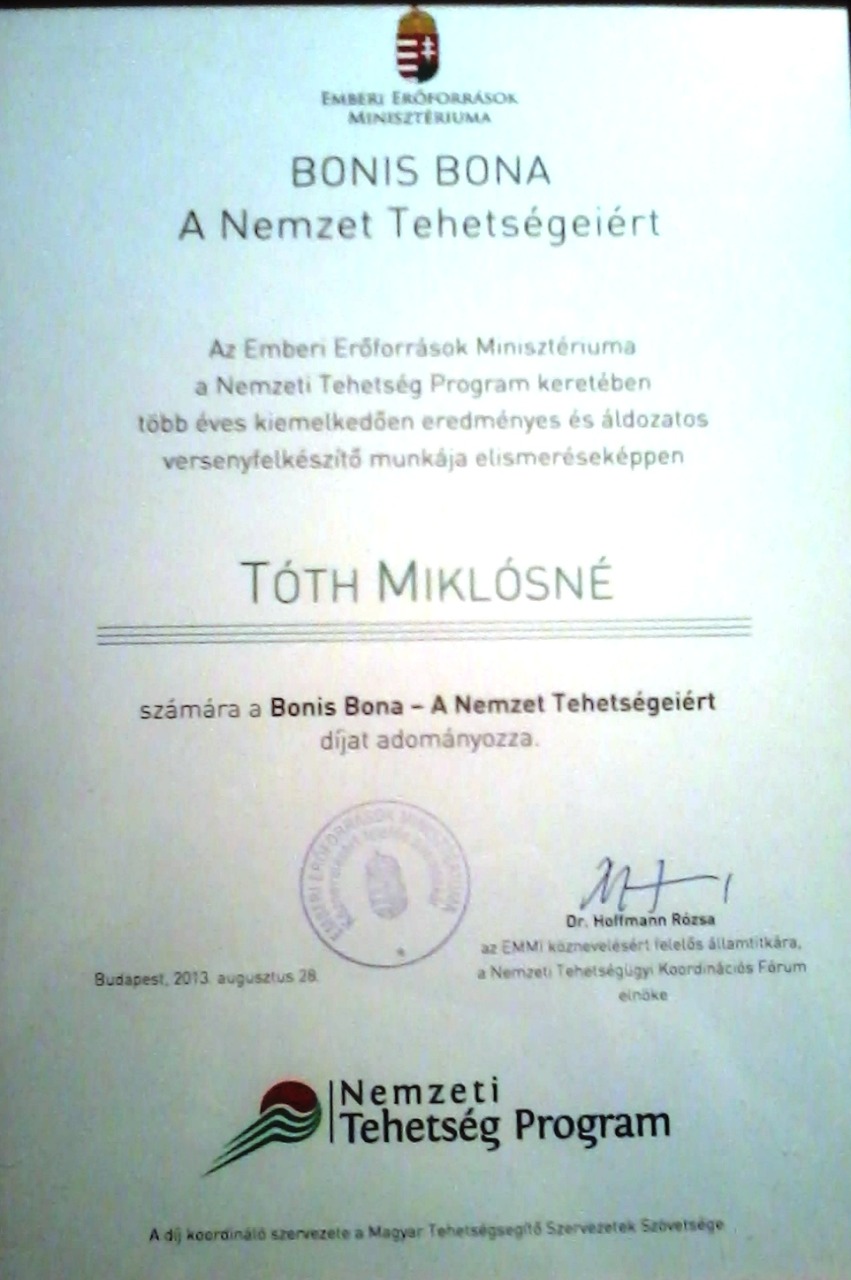 EMBERI ERŐFORRÁSOK
MINISZTÉRIUMA
BONIS BONA
A Nemzet Tehetségeiért
Az Emberi Erőforrások Minisztériuma
a Nemzeti Tehetség Program keretében
több éves kiemelkedően eredményes és áldozatos
versenyfelkészítő munkája elismeréseképpen
TÓTH MIKLÓSNÉ
számára a Bonis Bona – A Nemzet Tehetségeiért
díjat adományozza.
EMBERI ERŐFORRÁSOK MINISZTÉRIUMA
Dr. Hoffmann Rózsa
az EMMI köznevelésért felelős államtitkára,
a Nemzeti Tehetségügyi Koordinációs Fórum
elnöke
Budapest, 2013. augusztus 28.
Nemzeti
Tehetség Program
A díj koordináló szervezete a Magyar Tehetségsegítő Szervezetek Szövetsége